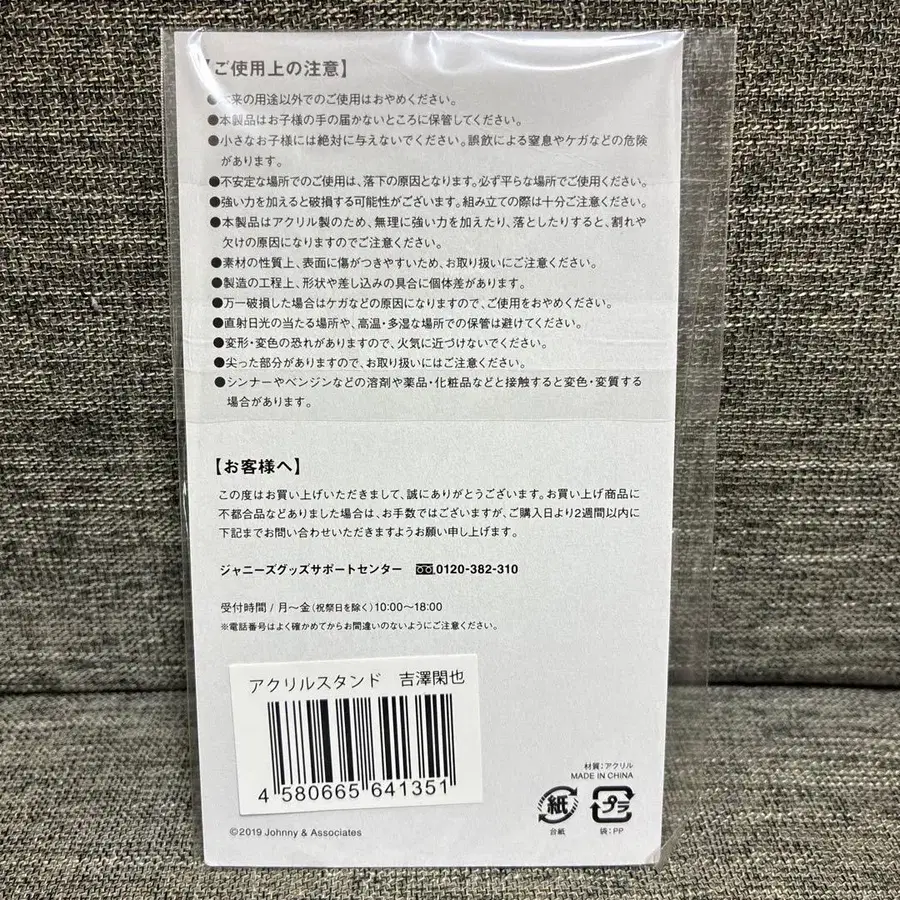 【ご使用上の注意】
●本来の用途以外でのご使用はおやめください。
●本製品はお子様の手の届かないところに保管してください。
●小さなお子様には絶対に与えないでください。誤飲による窒息やケガなどの危険
があります。
●不安定な場所でのご使用は、落下の原因となります。必ず平らな場所でご使用ください。
●強い力を加えると破損する可能性がございます。組み立ての際は十分ご注意ください。
●本製品はアクリル製のため、無理に強い力を加えたり、落としたりすると、割れや
欠けの原因になりますのでご注意ください。
●素材の性質上、表面に傷がつきやすいため、お取り扱いにご注意ください。
●製造の工程上、形状や差し込みの具合に個体差があります。
●万一破損した場合はケガなどの原因になりますので、ご使用をおやめください。
●直射日光の当たる場所や、高温・多湿な場所での保管は避けてください。
●変形・変色の恐れがありますので、火気に近づけないでください。
●尖った部分がありますので、お取り扱いにはご注意ください。
●シンナーやベンジンなどの溶剤や薬品・化粧品などと接触すると変色・変質する
場合があります。
【お客様へ】
この度はお買い上げいただきまして、誠にありがとうございます。お買い上げ商品に
不都合品などありました場合は、お手数ではございますが、ご購入日より2週間以内に
下記までお問い合わせいただきますようお願い申し上げます。
ジャニーズグッズサポートセンター 0120-382-310
受付時間 / 月〜金(祝祭日を除く)10:00〜18:00
※電話番号はよく確かめてからお間違いのないようにご注意ください。
アクリルスタンド 吉澤閑也
4 580665 641351
©2019 Johnny & Associates
材質:アクリル
MADE IN CHINA
紙
台紙
プラ
袋:PP